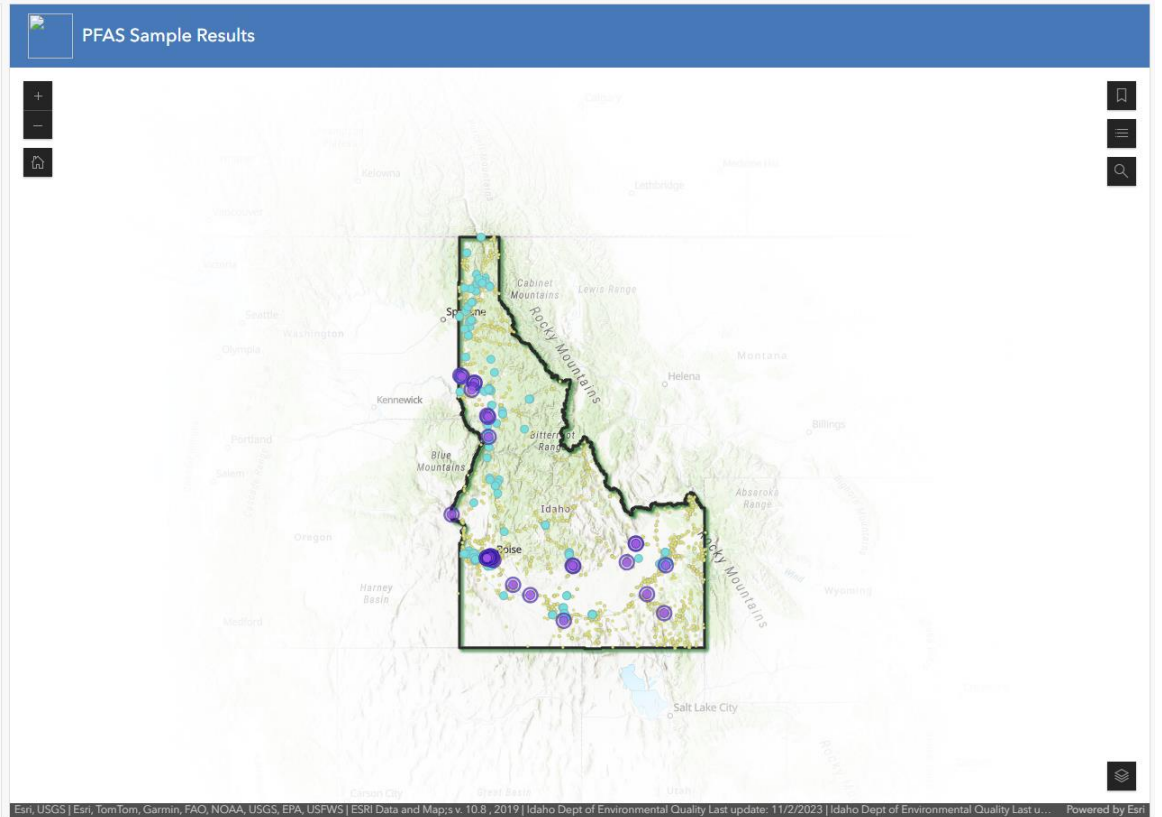 PFAS Sample Results
Calgary
Kelowna
Lethbridge
Vancouver
Cabinet
Mountains
Lewis Range
Spokane
Seattle
Washington
Olympia
Rocky Mountains
Montana
Helena
Kennewick
Billings
Portland
Bitterroot
Range
Blue
Mountains
Salem
Absaroka
Range
Idaho
Oregon
Boise
Rocky Mountains
Harney
Basin
Wyoming
Medford
Salt Lake City
Carson City
Great Basin
Utah
Esri, USGS | Esri, TomTom, Garmin, FAO, NOAA, USGS, EPA, USFWS | ESRI Data and Map;s v. 10.8 , 2019 | Idaho Dept of Environmental Quality Last update: 11/2/2023 | Idaho Dept of Environmental Quality Last u... Powered by Esri